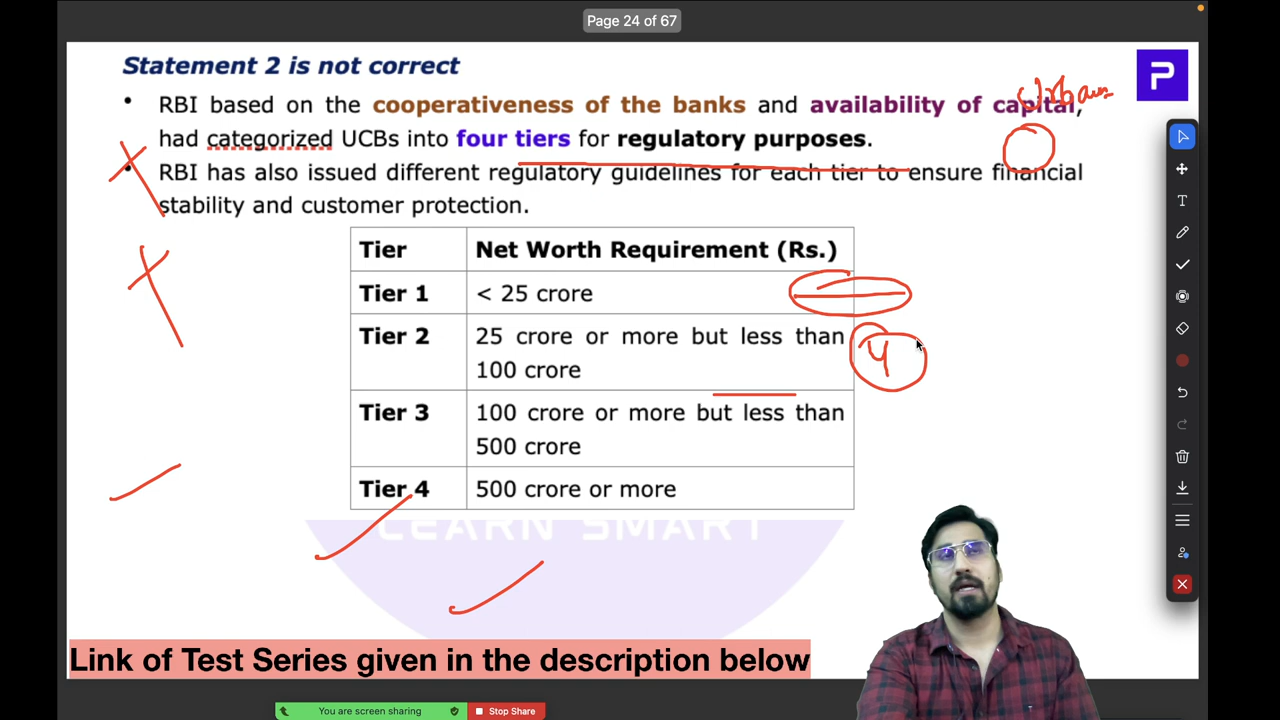 Page 24 of 67
Statement 2 is not correct
P
• RBI based on the cooperativeness of the banks and availability of capital,
Urban
had categorized UCBs into four tiers for regulatory purposes.
• RBI has also issued different regulatory guidelines for each tier to ensure financial
stability and customer protection.
Tier Net Worth Requirement (Rs.)
Tier 1 < 25 crore
Tier 2 25 crore or more but less than
100 crore
4
Tier 3 100 crore or more but less than
500 crore
Tier 4 500 crore or more
LEARN SMART
Link of Test Series given in the description below
You are screen sharing Stop Share